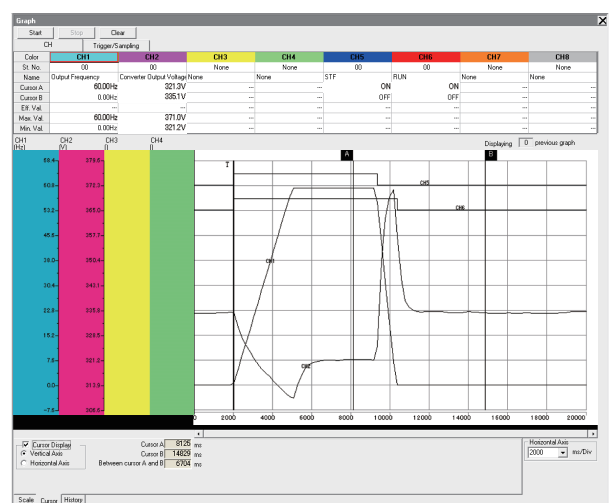 Graph
Start Stop Clear
CH Trigger/Sampling
Color CH1 CH2 CH3 CH4 CH5 CH6 CH7 CH8
St. No. 00 00 None None 00 00 None None
Name Output Frequency Converter Output Voltage None None STF RUN None None
Cursor A 60.00Hz 321.3V --- --- ON ON --- ---
Cursor B 0.00Hz 335.1V --- --- OFF OFF --- ---
Eff. Val. --- --- --- --- --- --- --- ---
Max. Val. 60.00Hz 371.0V --- --- --- --- --- ---
Min. Val. 0.00Hz 321.2V --- --- --- --- --- ---
CH1 CH2 CH3 CH4
(Hz) (V) () ()
Displaying 0 previous graph
T A B
68.4 379.6
60.8 372.3
CH5
53.2 365.0
CH6
45.6 357.7
38.0 350.4
CH1
30.4 343.1
22.8 335.8
15.2 328.5
7.6 321.2
CH2
0.0 313.9
-7.6 306.6
0 2000 4000 6000 8000 10000 12000 14000 16000 18000 20000
Cursor Display
Vertical Axis
Horizontal Axis
Cursor A 8125 ms
Cursor B 14829 ms
Between cursor A and B 6704 ms
Horizontal Axis
2000 ms/Div
Scale Cursor History